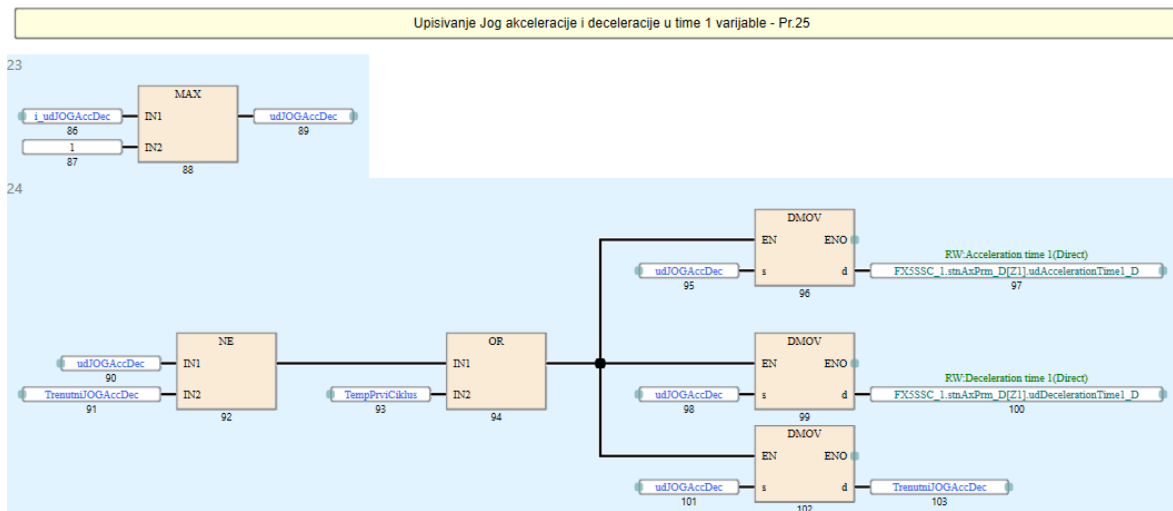 Upisivanje Jog akceleracije i deceleracije u time 1 varijable - Pr.25
23
MAX
i_udJOGAccDec IN1 udJOGAccDec
86 89
1 IN2
87
88
24
DMOV
EN ENO
RW:Acceleration time 1(Direct)
udJOGAccDec s d FX5SSC_1.stnAxPrm_D[Z1].udAccelerationTime1_D
95 96 97
NE OR DMOV
udJOGAccDec IN1 IN1 EN ENO
90
RW:Deceleration time 1(Direct)
TrenutniJOGAccDec IN2 TempPrviCiklus IN2 udJOGAccDec s d FX5SSC_1.stnAxPrm_D[Z1].udDecelerationTime1_D
91 92 93 94 98 99 100
DMOV
EN ENO
udJOGAccDec s d TrenutniJOGAccDec
101 102 103